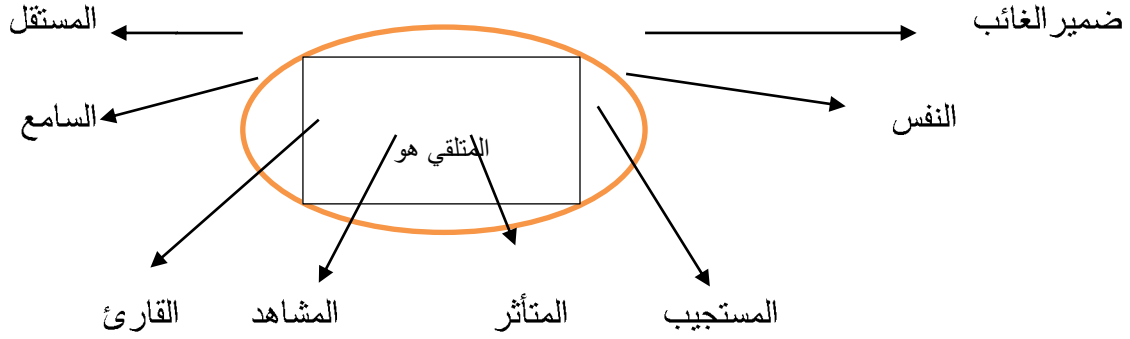 ضمير الغائب
المستقل
النفس
السامع
المتلقي هو
المستجيب
المتأثر
المشاهد
القارئ